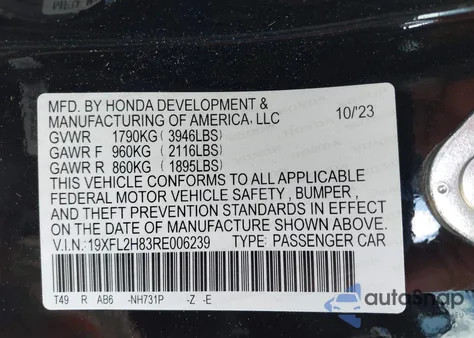 MFD. BY HONDA DEVELOPMENT &
MANUFACTURING OF AMERICA, LLC 10/'23
GVWR 1790KG (3946LBS)
GAWR F 960KG (2116LBS)
GAWR R 860KG (1895LBS)
THIS VEHICLE CONFORMS TO ALL APPLICABLE
FEDERAL MOTOR VEHICLE SAFETY , BUMPER ,
AND THEFT PREVENTION STANDARDS IN EFFECT
ON THE DATE OF MANUFACTURE SHOWN ABOVE.
V.I.N.:19XFL2H83RE006239 TYPE: PASSENGER CAR
T49 R AB6 -NH731P -Z -E
autoSnap